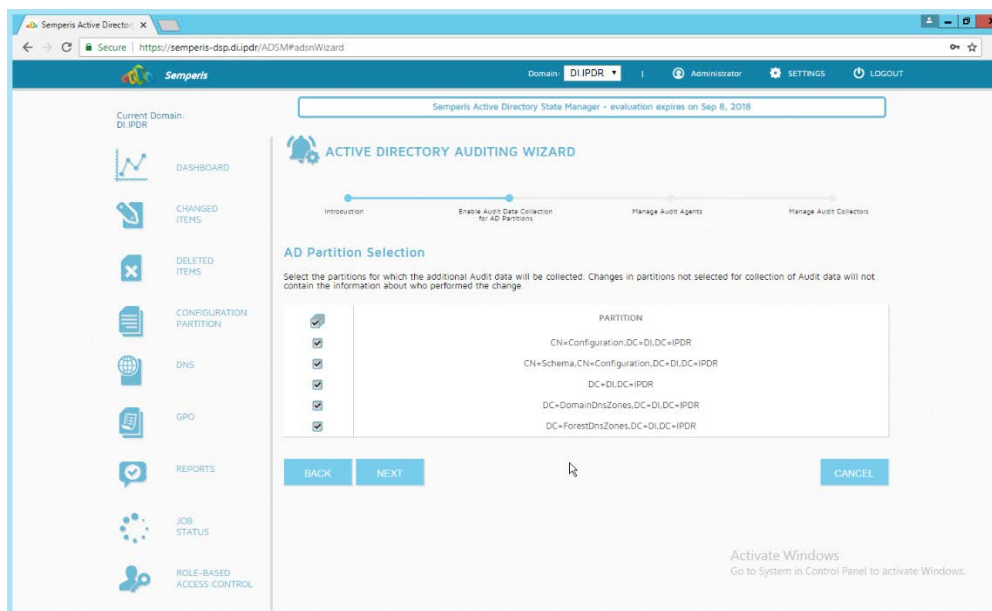 Semperis Active Director
Secure | https://semperis-dsp.di.ipdr/ADSM#adsnWizard
Semperis
Domain: DI.IPDR
|
Administrator
SETTINGS
LOGOUT
Current Domain:
DI.IPDR
Semperis Active Directory State Manager - evaluation expires on Sep 8, 2018
DASHBOARD
CHANGED
ITEMS
DELETED
ITEMS
CONFIGURATION
PARTITION
DNS
GPO
REPORTS
JOB
STATUS
ROLE-BASED
ACCESS CONTROL
ACTIVE DIRECTORY AUDITING WIZARD
Introduction
Enable Audit Data Collection
for AD Partitions
Manage Audit Agents
Manage Audit Collectors
AD Partition Selection
Select the partitions for which the additional Audit data will be collected. Changes in partitions not selected for collection of Audit data will not
contain the information about who performed the change.
PARTITION
CN=Configuration,DC=DI,DC=IPDR
CN=Schema,CN=Configuration,DC=DI,DC=IPDR
DC=DI,DC=IPDR
DC=DomainDnsZones,DC=DI,DC=IPDR
DC=ForestDnsZones,DC=DI,DC=IPDR
BACK
NEXT
CANCEL
Activate Windows
Go to System in Control Panel to activate Windows.